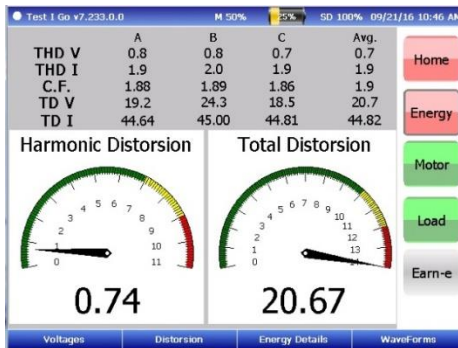 Test I Go v7.233.0.0 M 50% 25% SD 100% 09/21/16 10:46 AM
A B C Avg.
THD V 0.8 0.8 0.7 0.7
THD I 1.9 2.0 1.9 1.9
C.F. 1.88 1.89 1.86 1.9
TD V 19.2 24.3 18.5 20.7
TD I 44.64 45.00 44.81 44.82
Home
Energy
Motor
Load
Earn-e
Harmonic Distorsion
0 1 2 3 4 5 6 7 8 9 10 11
0.74
Total Distorsion
0 1 2 3 4 5 6 7 8 9 10 11 12 13 14
20.67
Voltages Distorsion Energy Details WaveForms